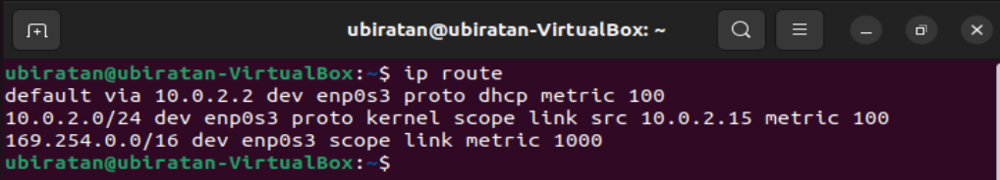 ubiratan@ubiratan-VirtualBox: ~
ubiratan@ubiratan-VirtualBox:~$ ip route
default via 10.0.2.2 dev enp0s3 proto dhcp metric 100
10.0.2.0/24 dev enp0s3 proto kernel scope link src 10.0.2.15 metric 100
169.254.0.0/16 dev enp0s3 scope link metric 1000
ubiratan@ubiratan-VirtualBox:~$